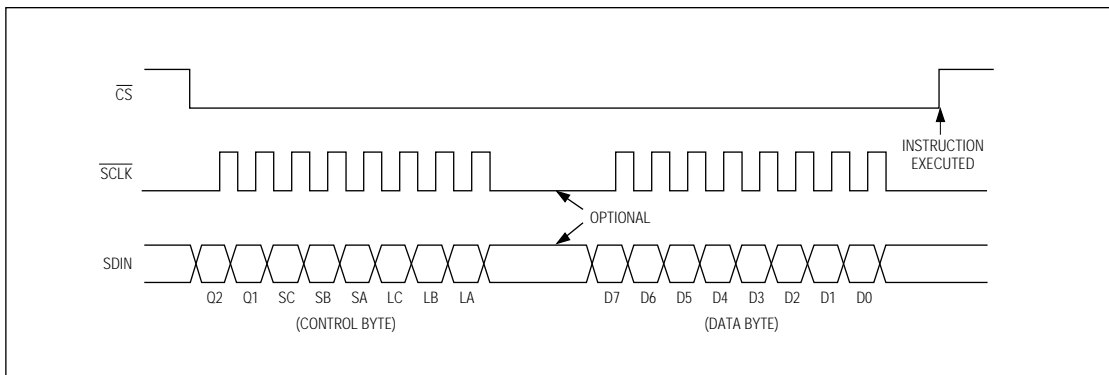 CS
INSTRUCTION
EXECUTED
SCLK
OPTIONAL
SDIN
Q2 Q1 SC SB SA LC LB LA D7 D6 D5 D4 D3 D2 D1 D0
(CONTROL BYTE) (DATA BYTE)